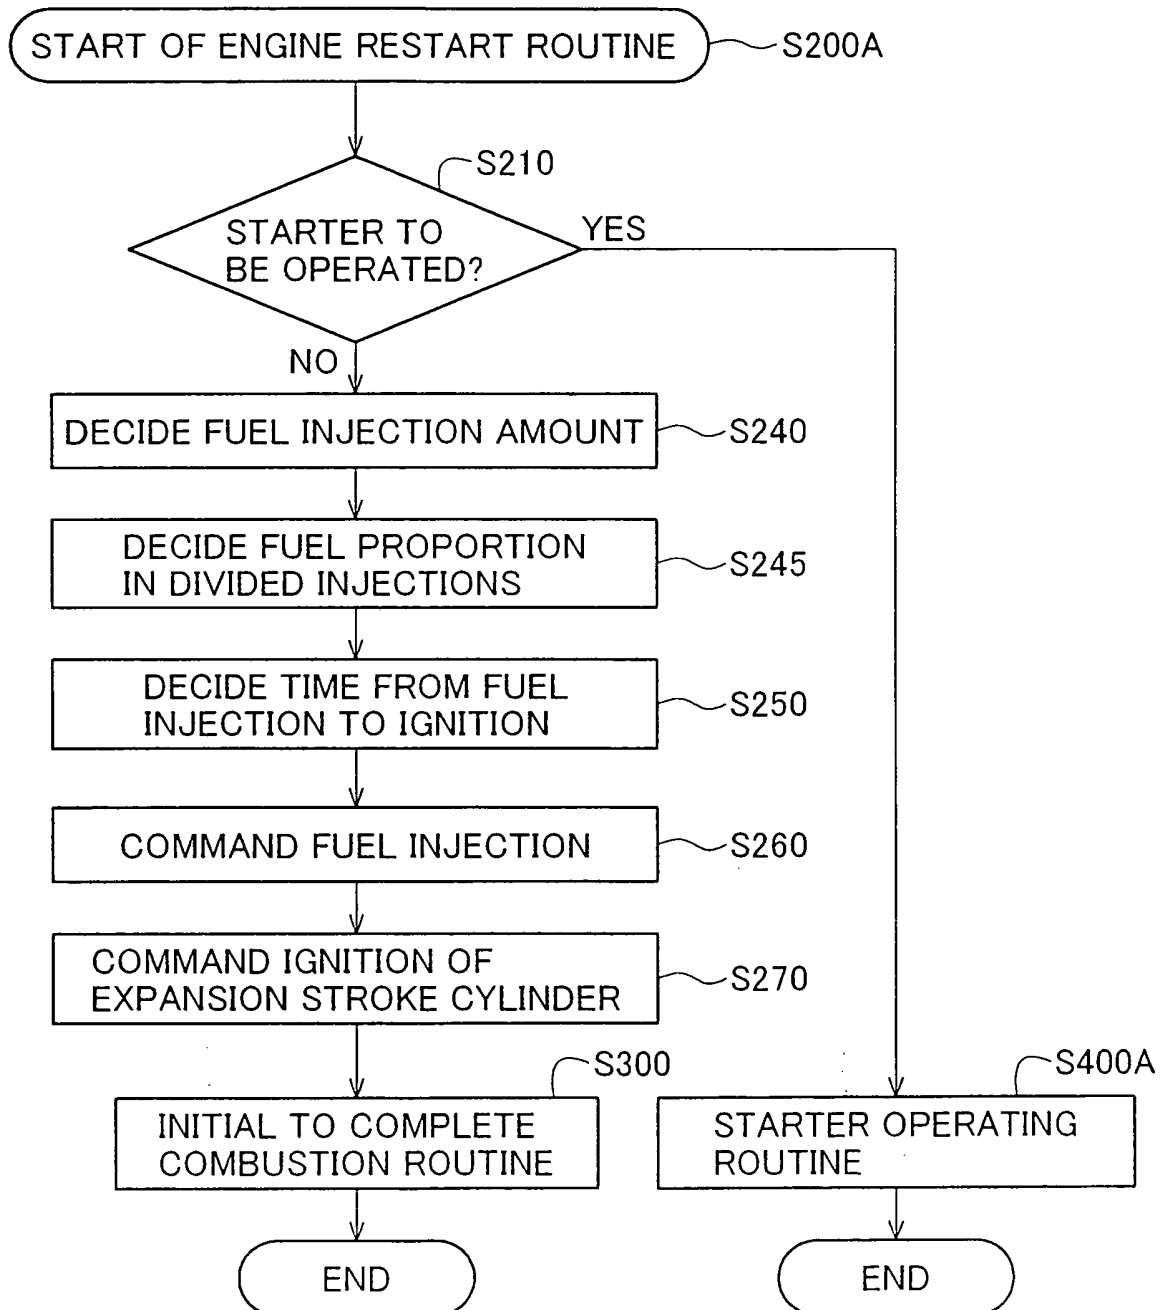 START OF ENGINE RESTART ROUTINE
S200A
S210
STARTER TO
BE OPERATED?
YES
NO
DECIDE FUEL INJECTION AMOUNT
S240
DECIDE FUEL PROPORTION
IN DIVIDED INJECTIONS
S245
DECIDE TIME FROM FUEL
INJECTION TO IGNITION
S250
COMMAND FUEL INJECTION
S260
COMMAND IGNITION OF
EXPANSION STROKE CYLINDER
S270
S300
INITIAL TO COMPLETE
COMBUSTION ROUTINE
S400A
STARTER OPERATING
ROUTINE
END
END